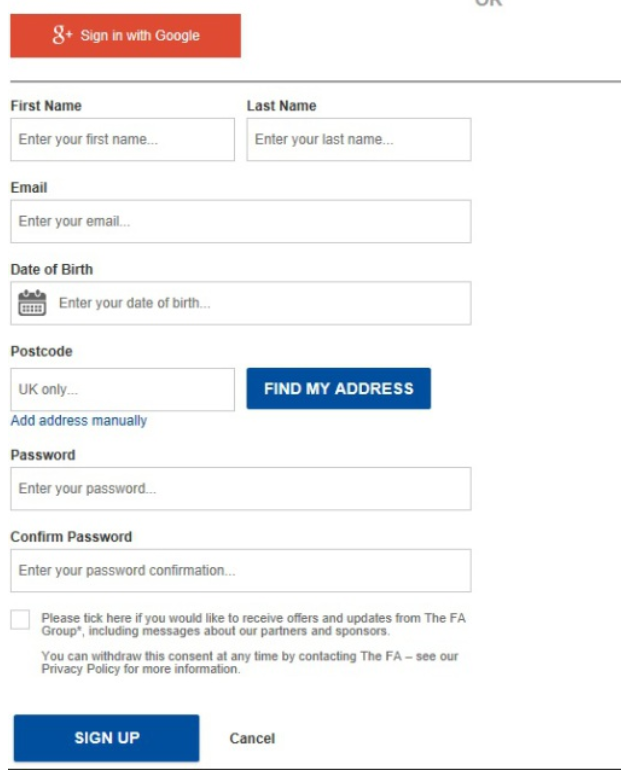 OR
g+ Sign in with Google
First Name Last Name
Enter your first name... Enter your last name...
Email
Enter your email...
Date of Birth
Enter your date of birth...
Postcode
UK only... FIND MY ADDRESS
Add address manually
Password
Enter your password...
Confirm Password
Enter your password confirmation...
Please tick here if you would like to receive offers and updates from The FA
Group*, including messages about our partners and sponsors.
You can withdraw this consent at any time by contacting The FA – see our
Privacy Policy for more information.
SIGN UP Cancel